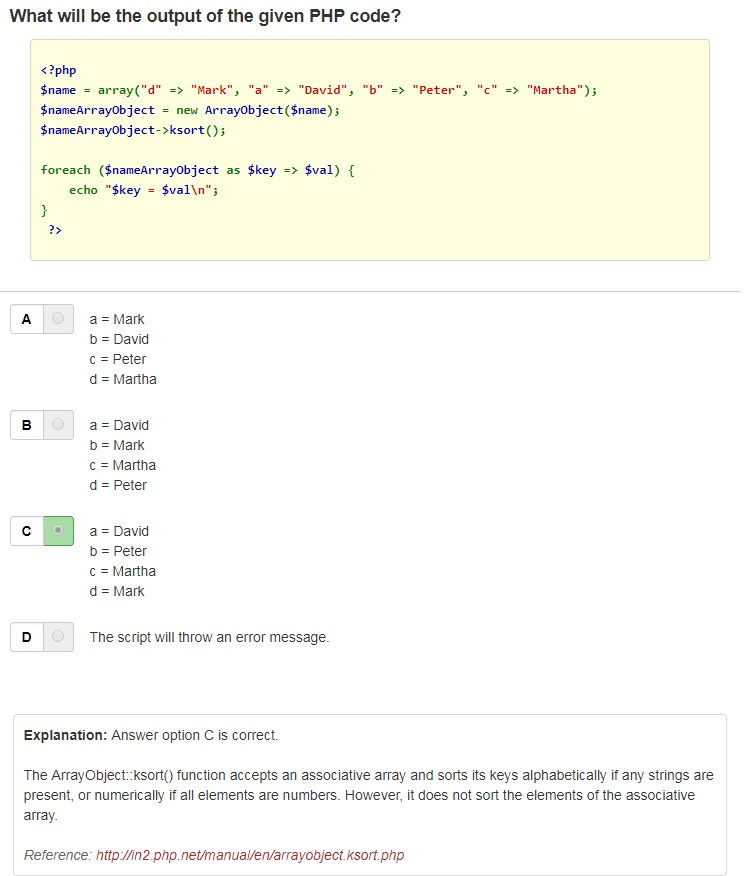 What will be the output of the given PHP code?
<?php
$name = array("d" => "Mark", "a" => "David", "b" => "Peter", "c" => "Martha");
$nameArrayObject = new ArrayObject($name);
$nameArrayObject->ksort();
foreach ($nameArrayObject as $key => $val) {
    echo "$key = $val\n";
}
?>
A
a = Mark
b = David
c = Peter
d = Martha
B
a = David
b = Mark
c = Martha
d = Peter
C
a = David
b = Peter
c = Martha
d = Mark
D
The script will throw an error message.
Explanation: Answer option C is correct.
The ArrayObject::ksort() function accepts an associative array and sorts its keys alphabetically if any strings are
present, or numerically if all elements are numbers. However, it does not sort the elements of the associative
array.
Reference: http://in2.php.net/manual/en/arrayobject.ksort.php